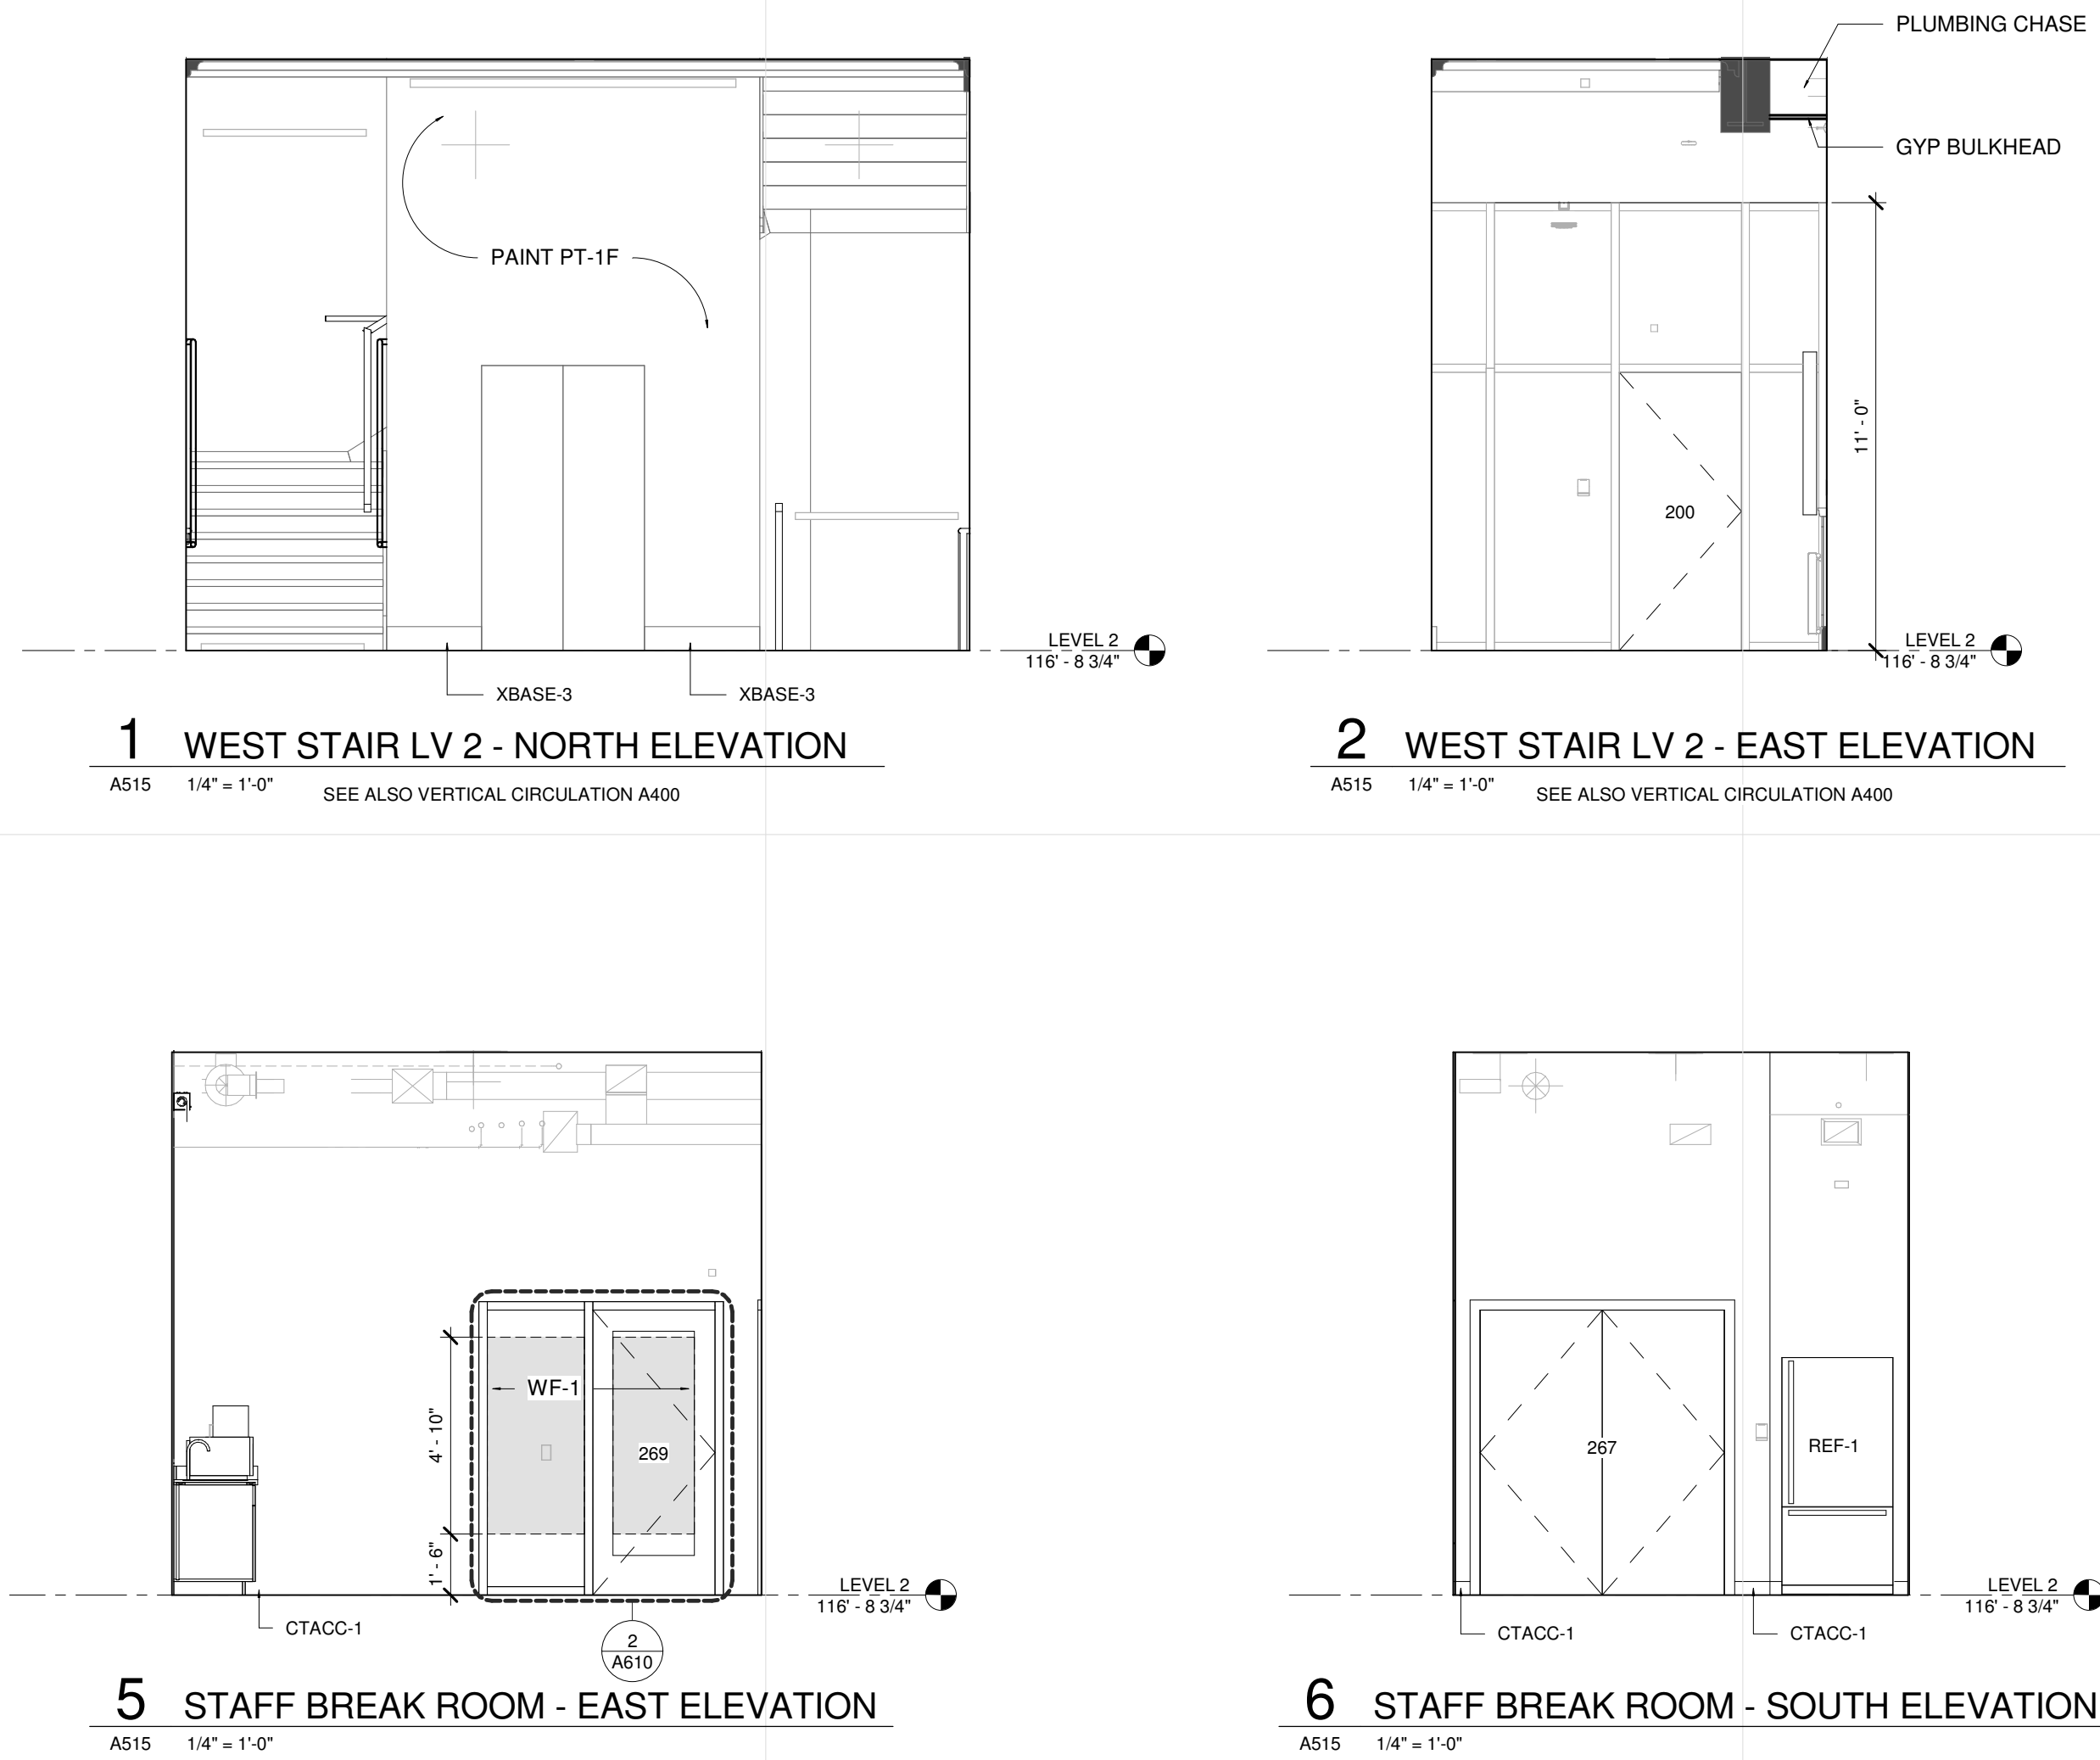 PLUMBING CHASE
GYP BULKHEAD
PAINT PT-1F
11' - 0"
200
LEVEL 2
116' - 8 3/4"
LEVEL 2
116' - 8 3/4"
XBASE-3
XBASE-3
1 WEST STAIR LV 2 - NORTH ELEVATION
A515 1/4" = 1'-0"
SEE ALSO VERTICAL CIRCULATION A400
2 WEST STAIR LV 2 - EAST ELEVATION
A515 1/4" = 1'-0"
SEE ALSO VERTICAL CIRCULATION A400
WF-1
4' - 10"
269
1' - 6"
LEVEL 2
116' - 8 3/4"
CTACC-1
2
A610
5 STAFF BREAK ROOM - EAST ELEVATION
A515 1/4" = 1'-0"
267
REF-1
LEVEL 2
116' - 8 3/4"
CTACC-1
CTACC-1
6 STAFF BREAK ROOM - SOUTH ELEVATION
A515 1/4" = 1'-0"